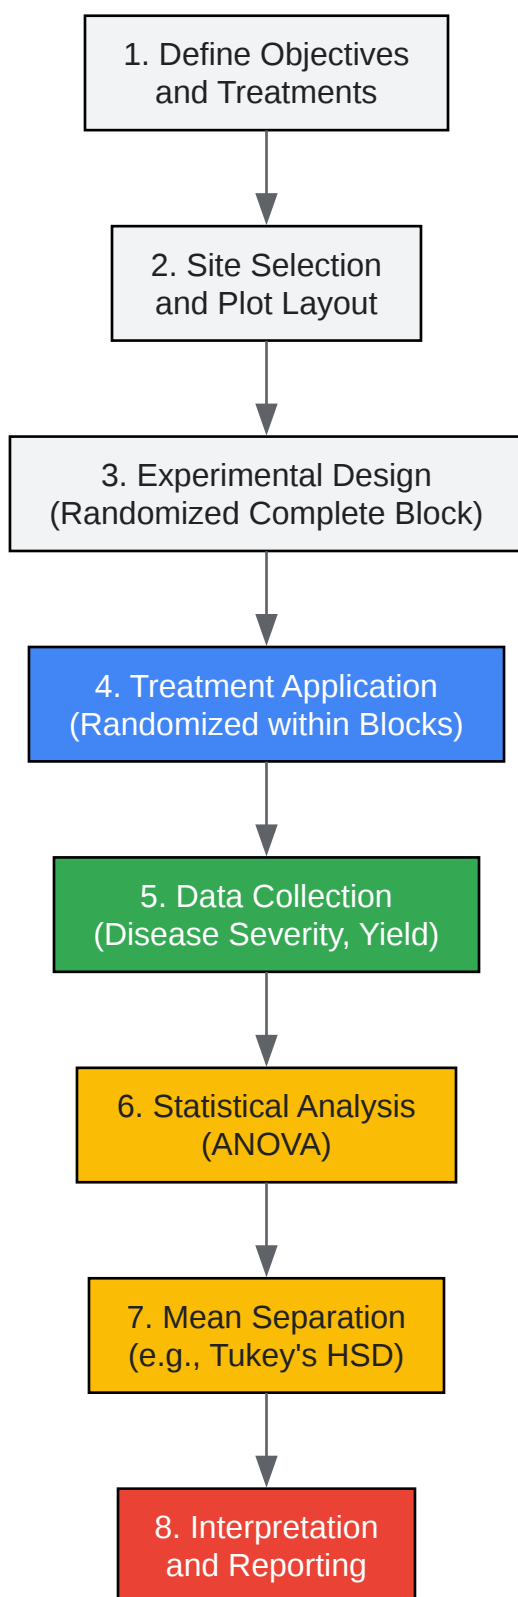 1. Define Objectives
and Treatments
2. Site Selection
and Plot Layout
3. Experimental Design
(Randomized Complete Block)
4. Treatment Application
(Randomized within Blocks)
5. Data Collection
(Disease Severity, Yield)
6. Statistical Analysis
(ANOVA)
7. Mean Separation
(e.g., Tukey's HSD)
8. Interpretation
and Reporting